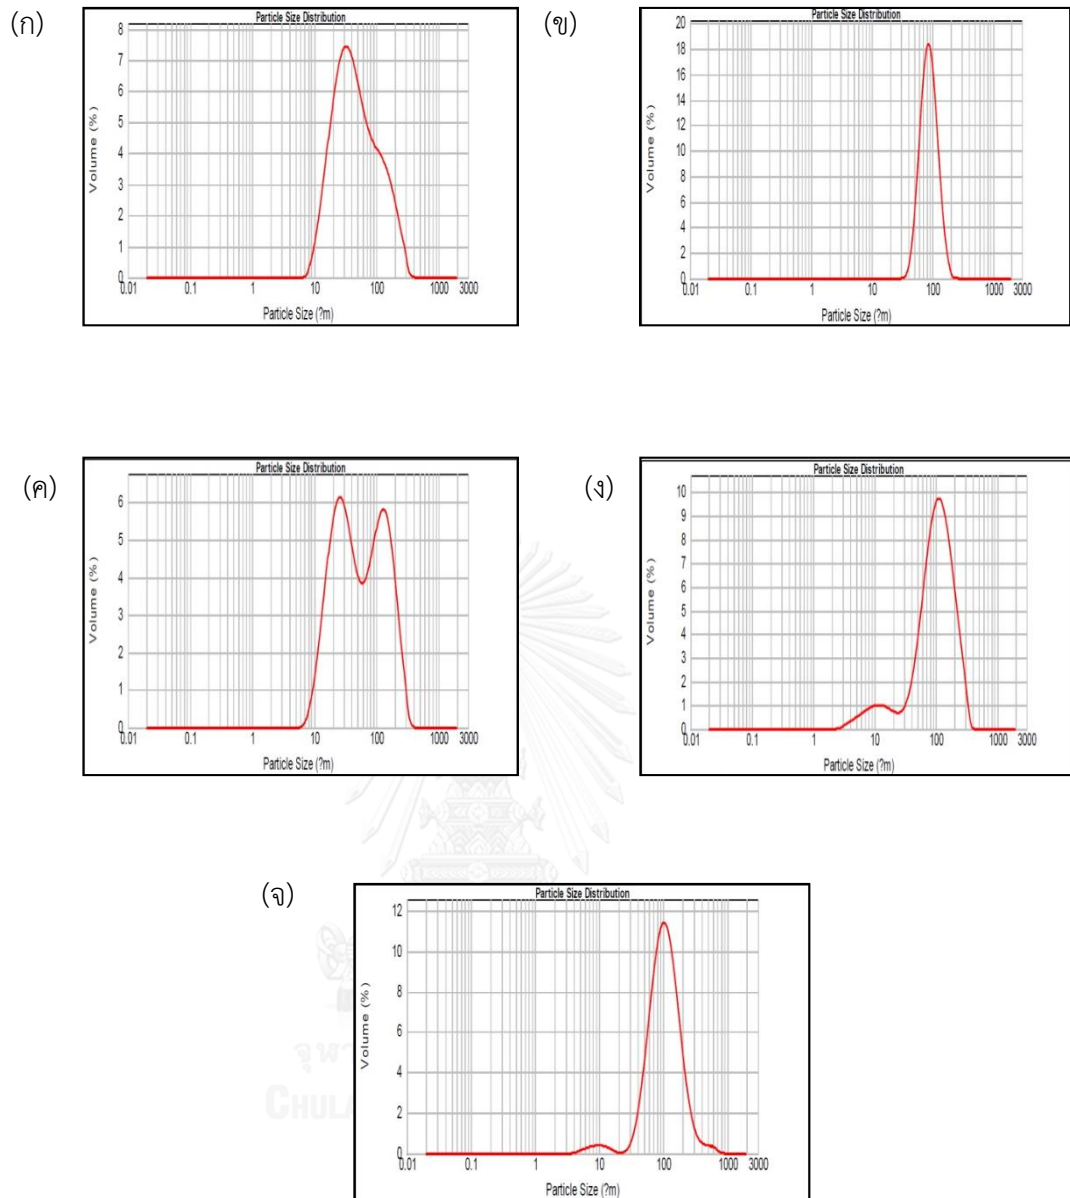 (ก)
Particle Size Distribution
8
7
6
5
4
3
2
1
0
Volume (%)
0.01 0.1 1 10 100 1000 3000
Particle Size (?m)
(ข)
Particle Size Distribution
20
18
16
14
12
10
8
6
4
2
0
Volume (%)
0.01 0.1 1 10 100 1000 3000
Particle Size (?m)
(ค)
Particle Size Distribution
6
5
4
3
2
1
0
Volume (%)
0.01 0.1 1 10 100 1000 3000
Particle Size (?m)
(ง)
Particle Size Distribution
10
9
8
7
6
5
4
3
2
1
0
Volume (%)
0.01 0.1 1 10 100 1000 3000
Particle Size (?m)
(จ)
Particle Size Distribution
12
10
8
6
4
2
0
Volume (%)
0.01 0.1 1 10 100 1000 3000
Particle Size (?m)